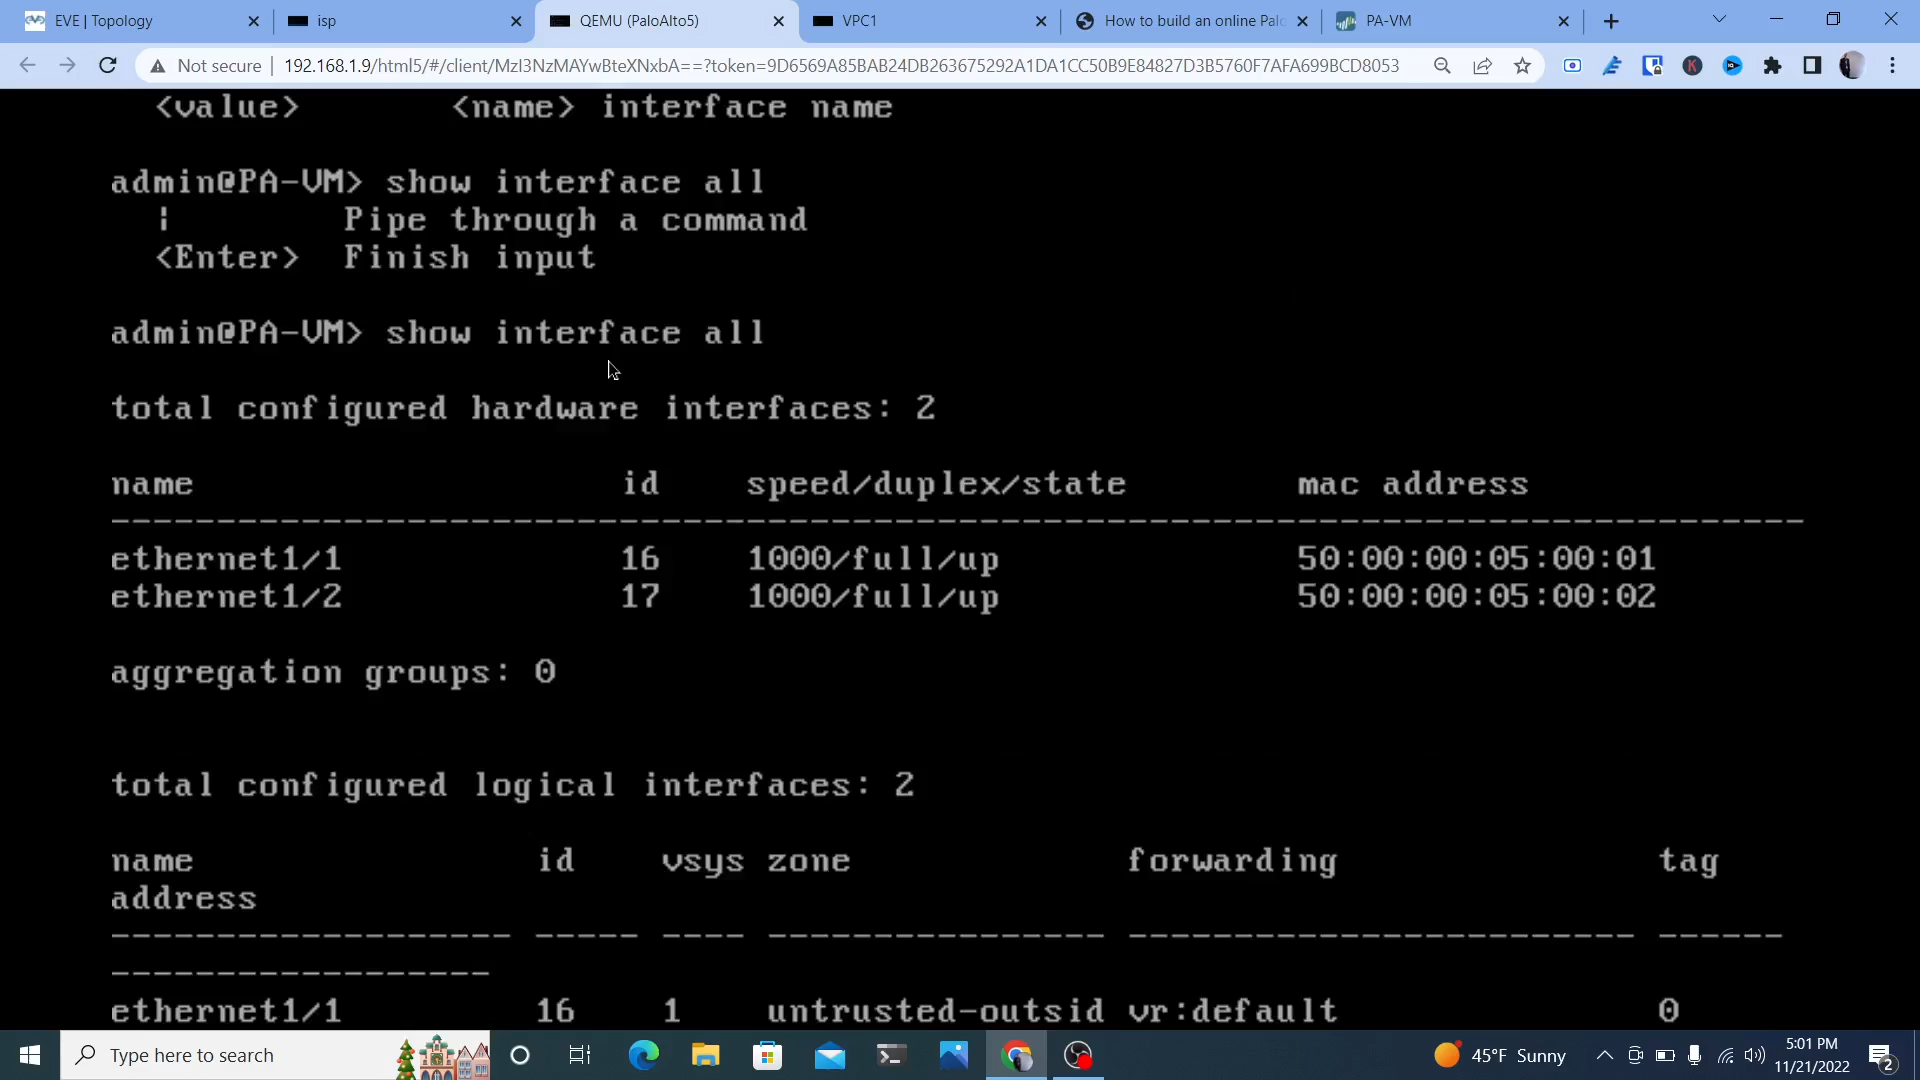 EVE | Topology
isp
QEMU (PaloAlto5)
VPC1
How to build an online Palo
PA-VM
Not secure
192.168.1.9/html5/#/client/MzI3NzMAYwBteXNxbA==?token=9D6569A85BAB24DB263675292A1DA1CC50B9E84827D3B5760F7AFA699BCD8053
<value> <name> interface name
admin@PA-VM> show interface all
| Pipe through a command
<Enter> Finish input
admin@PA-VM> show interface all
total configured hardware interfaces: 2
name id speed/duplex/state mac address
--------------------------------------------------------------------------------
ethernet1/1 16 1000/full/up 50:00:00:05:00:01
ethernet1/2 17 1000/full/up 50:00:00:05:00:02
aggregation groups: 0
total configured logical interfaces: 2
name id vsys zone forwarding tag
address
------------------- ----- ---- ---------------- ------------------------ ------
------------------
ethernet1/1 16 1 untrusted-outsid vr:default 0
Type here to search
45°F Sunny
5:01 PM
11/21/2022
2